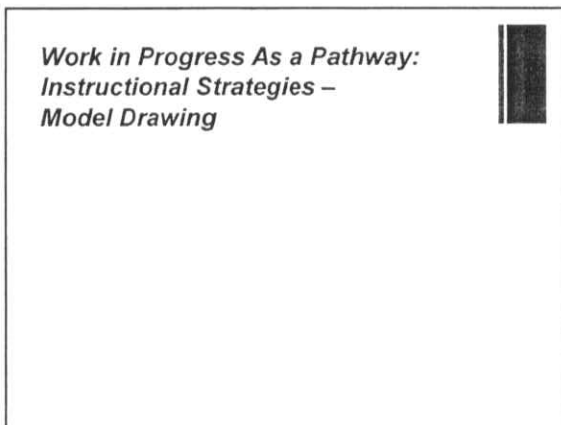 Work in Progress As a Pathway:
Instructional Strategies –
Model Drawing